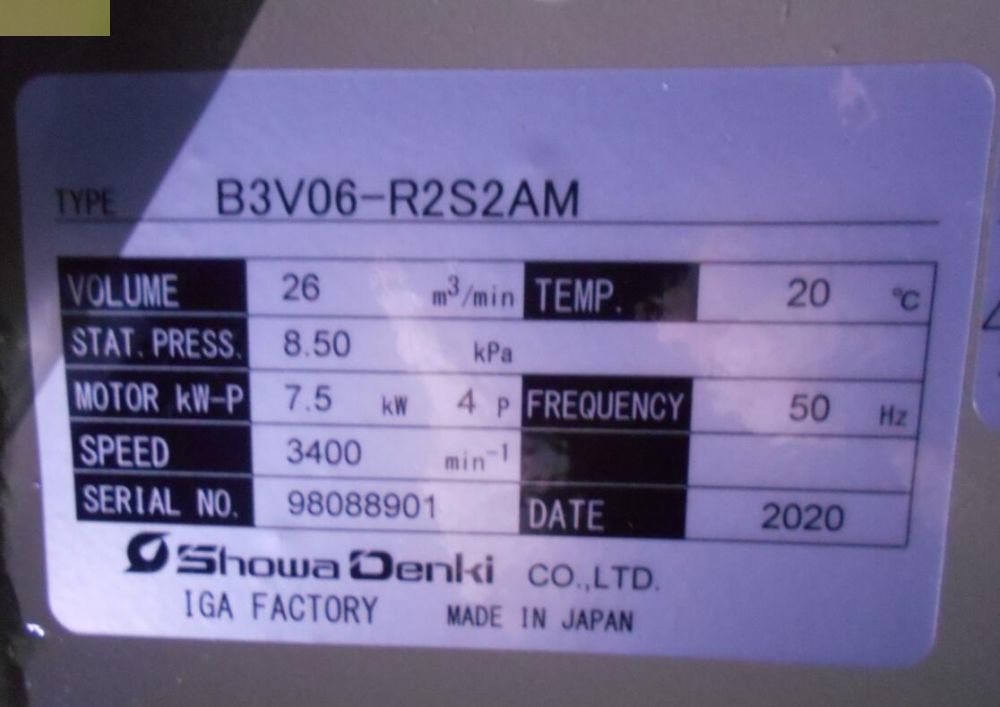 TYPE B3V06-R2S2AM
VOLUME 26 m³/min TEMP. 20 ℃
STAT. PRESS. 8.50 kPa
MOTOR kW-P 7.5 kW 4 P FREQUENCY 50 Hz
SPEED 3400 min⁻¹
SERIAL NO. 98088901 DATE 2020
Showa Denki CO.,LTD.
IGA FACTORY MADE IN JAPAN